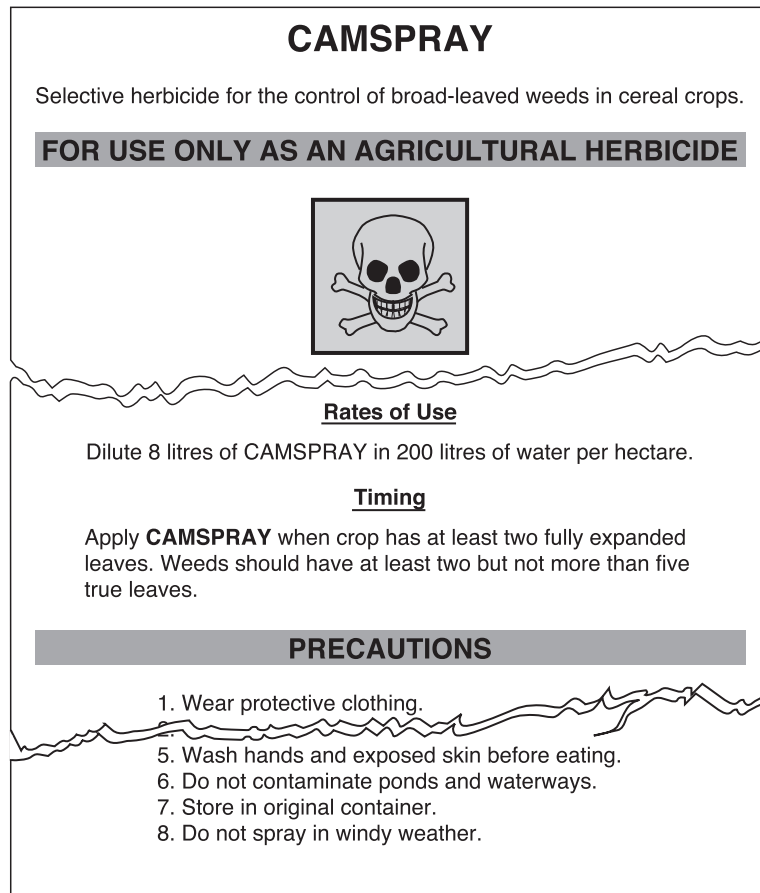 CAMSPRAY
Selective herbicide for the control of broad-leaved weeds in cereal crops.
FOR USE ONLY AS AN AGRICULTURAL HERBICIDE
Rates of Use
Dilute 8 litres of CAMSPRAY in 200 litres of water per hectare.
Timing
Apply CAMSPRAY when crop has at least two fully expanded
leaves. Weeds should have at least two but not more than five
true leaves.
PRECAUTIONS
1. Wear protective clothing.
5. Wash hands and exposed skin before eating.
6. Do not contaminate ponds and waterways.
7. Store in original container.
8. Do not spray in windy weather.